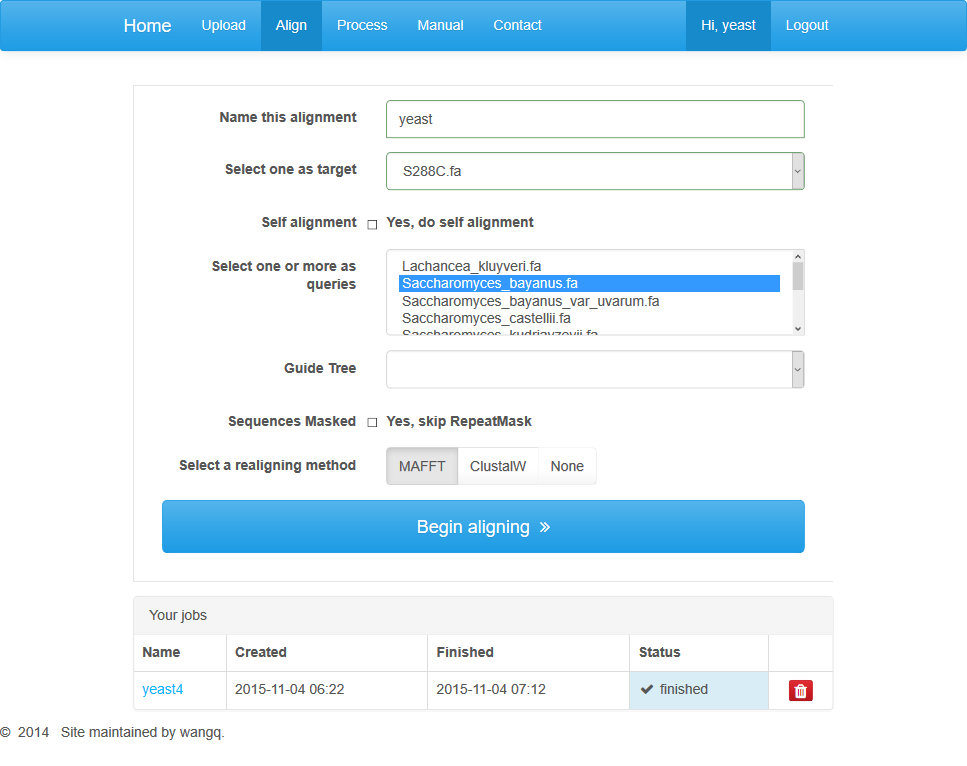 Home Upload Align Process Manual Contact Hi, yeast Logout
Name this alignment yeast
Select one as target S288C.fa
Self alignment Yes, do self alignment
Select one or more as
queries
Lachancea_kluyveri.fa
Saccharomyces_bayanus.fa
Saccharomyces_bayanus_var_uvarum.fa
Saccharomyces_castellii.fa
Saccharomyces_kudriavzevii.fa
Guide Tree
Sequences Masked Yes, skip RepeatMask
Select a realigning method MAFFT ClustalW None
Begin aligning »
Your jobs
Name Created Finished Status
yeast4 2015-11-04 06:22 2015-11-04 07:12 finished
© 2014 Site maintained by wangq.